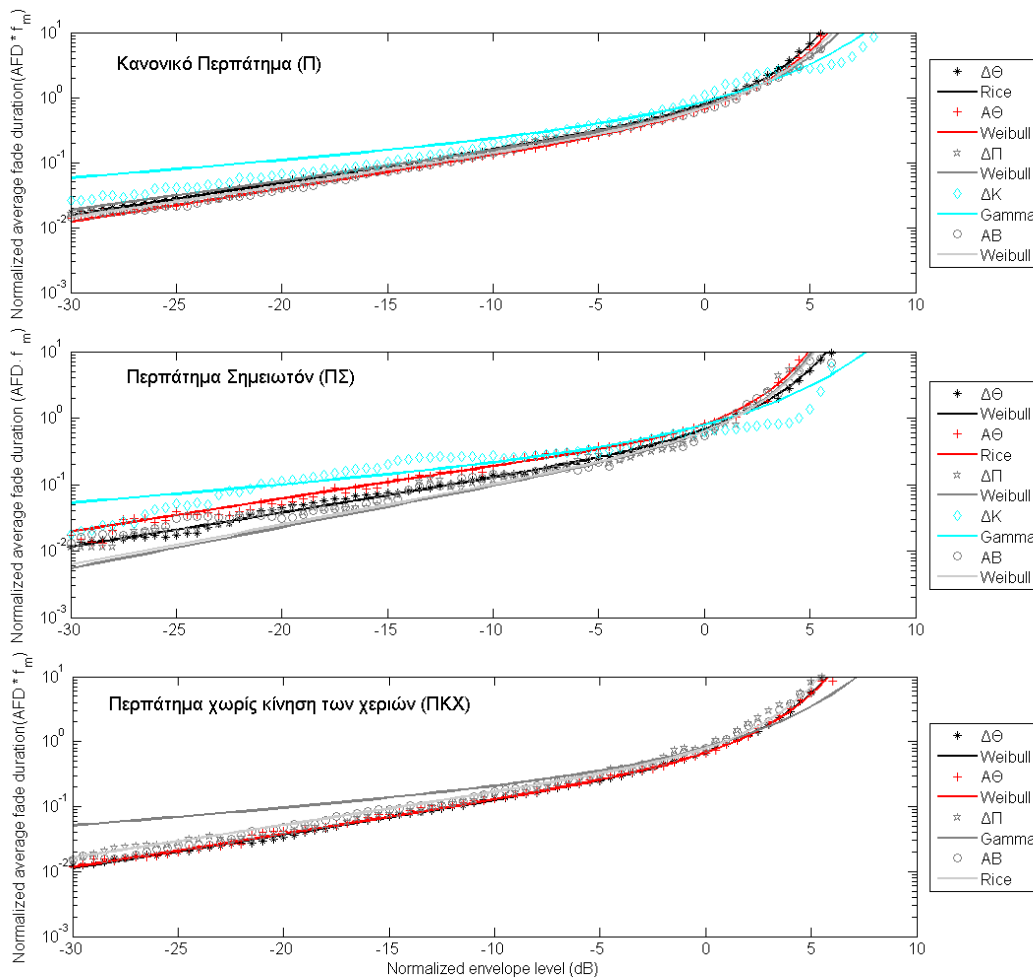 Normalized average fade duration(AFD * f_m)
10^1
10^0
10^-1
10^-2
10^-3
Κανονικό Περπάτημα (Π)
-30 -25 -20 -15 -10 -5 0 5 10
ΔΘ
Rice
ΑΘ
Weibull
ΔΠ
Weibull
ΔΚ
Gamma
ΑΒ
Weibull
Normalized average fade duration (AFD. f_m)
10^1
10^0
10^-1
10^-2
10^-3
Περπάτημα Σημειωτόν (ΠΣ)
-30 -25 -20 -15 -10 -5 0 5 10
ΔΘ
Weibull
ΑΘ
Rice
ΔΠ
Weibull
ΔΚ
Gamma
ΑΒ
Weibull
Normalized average fade duration(AFD * f_m)
10^1
10^0
10^-1
10^-2
10^-3
Περπάτημα χωρίς κίνηση των χεριών (ΠΚΧ)
-30 -25 -20 -15 -10 -5 0 5 10
Normalized envelope level (dB)
ΔΘ
Weibull
ΑΘ
Weibull
ΔΠ
Gamma
ΑΒ
Rice